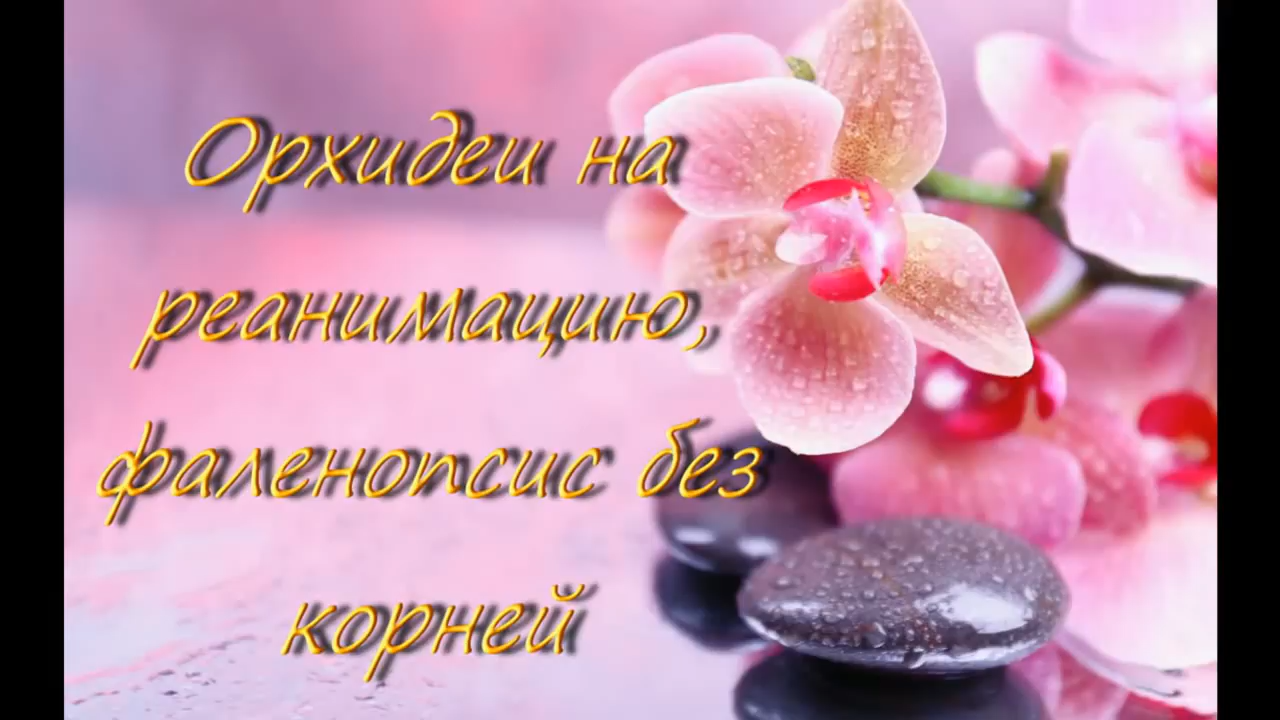 Орхидеи на
реанимацию,
фаленопсис без
корней